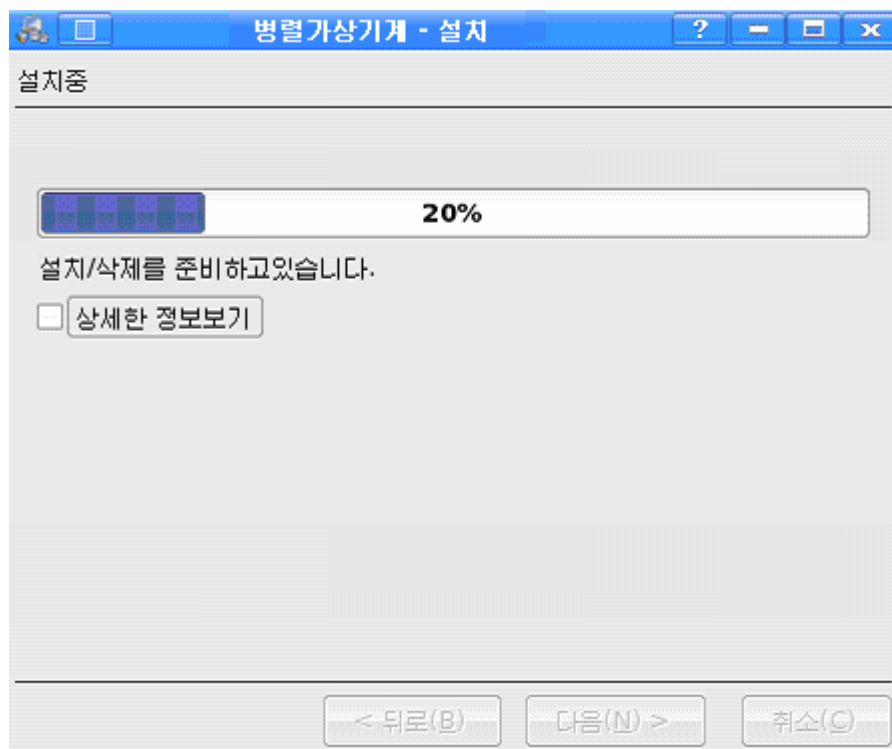 병렬가상기계 - 설치
설치중
20%
설치/삭제를 준비하고있습니다.
상세한 정보보기
< 뒤로(B) 다음(N) > 취소(C)